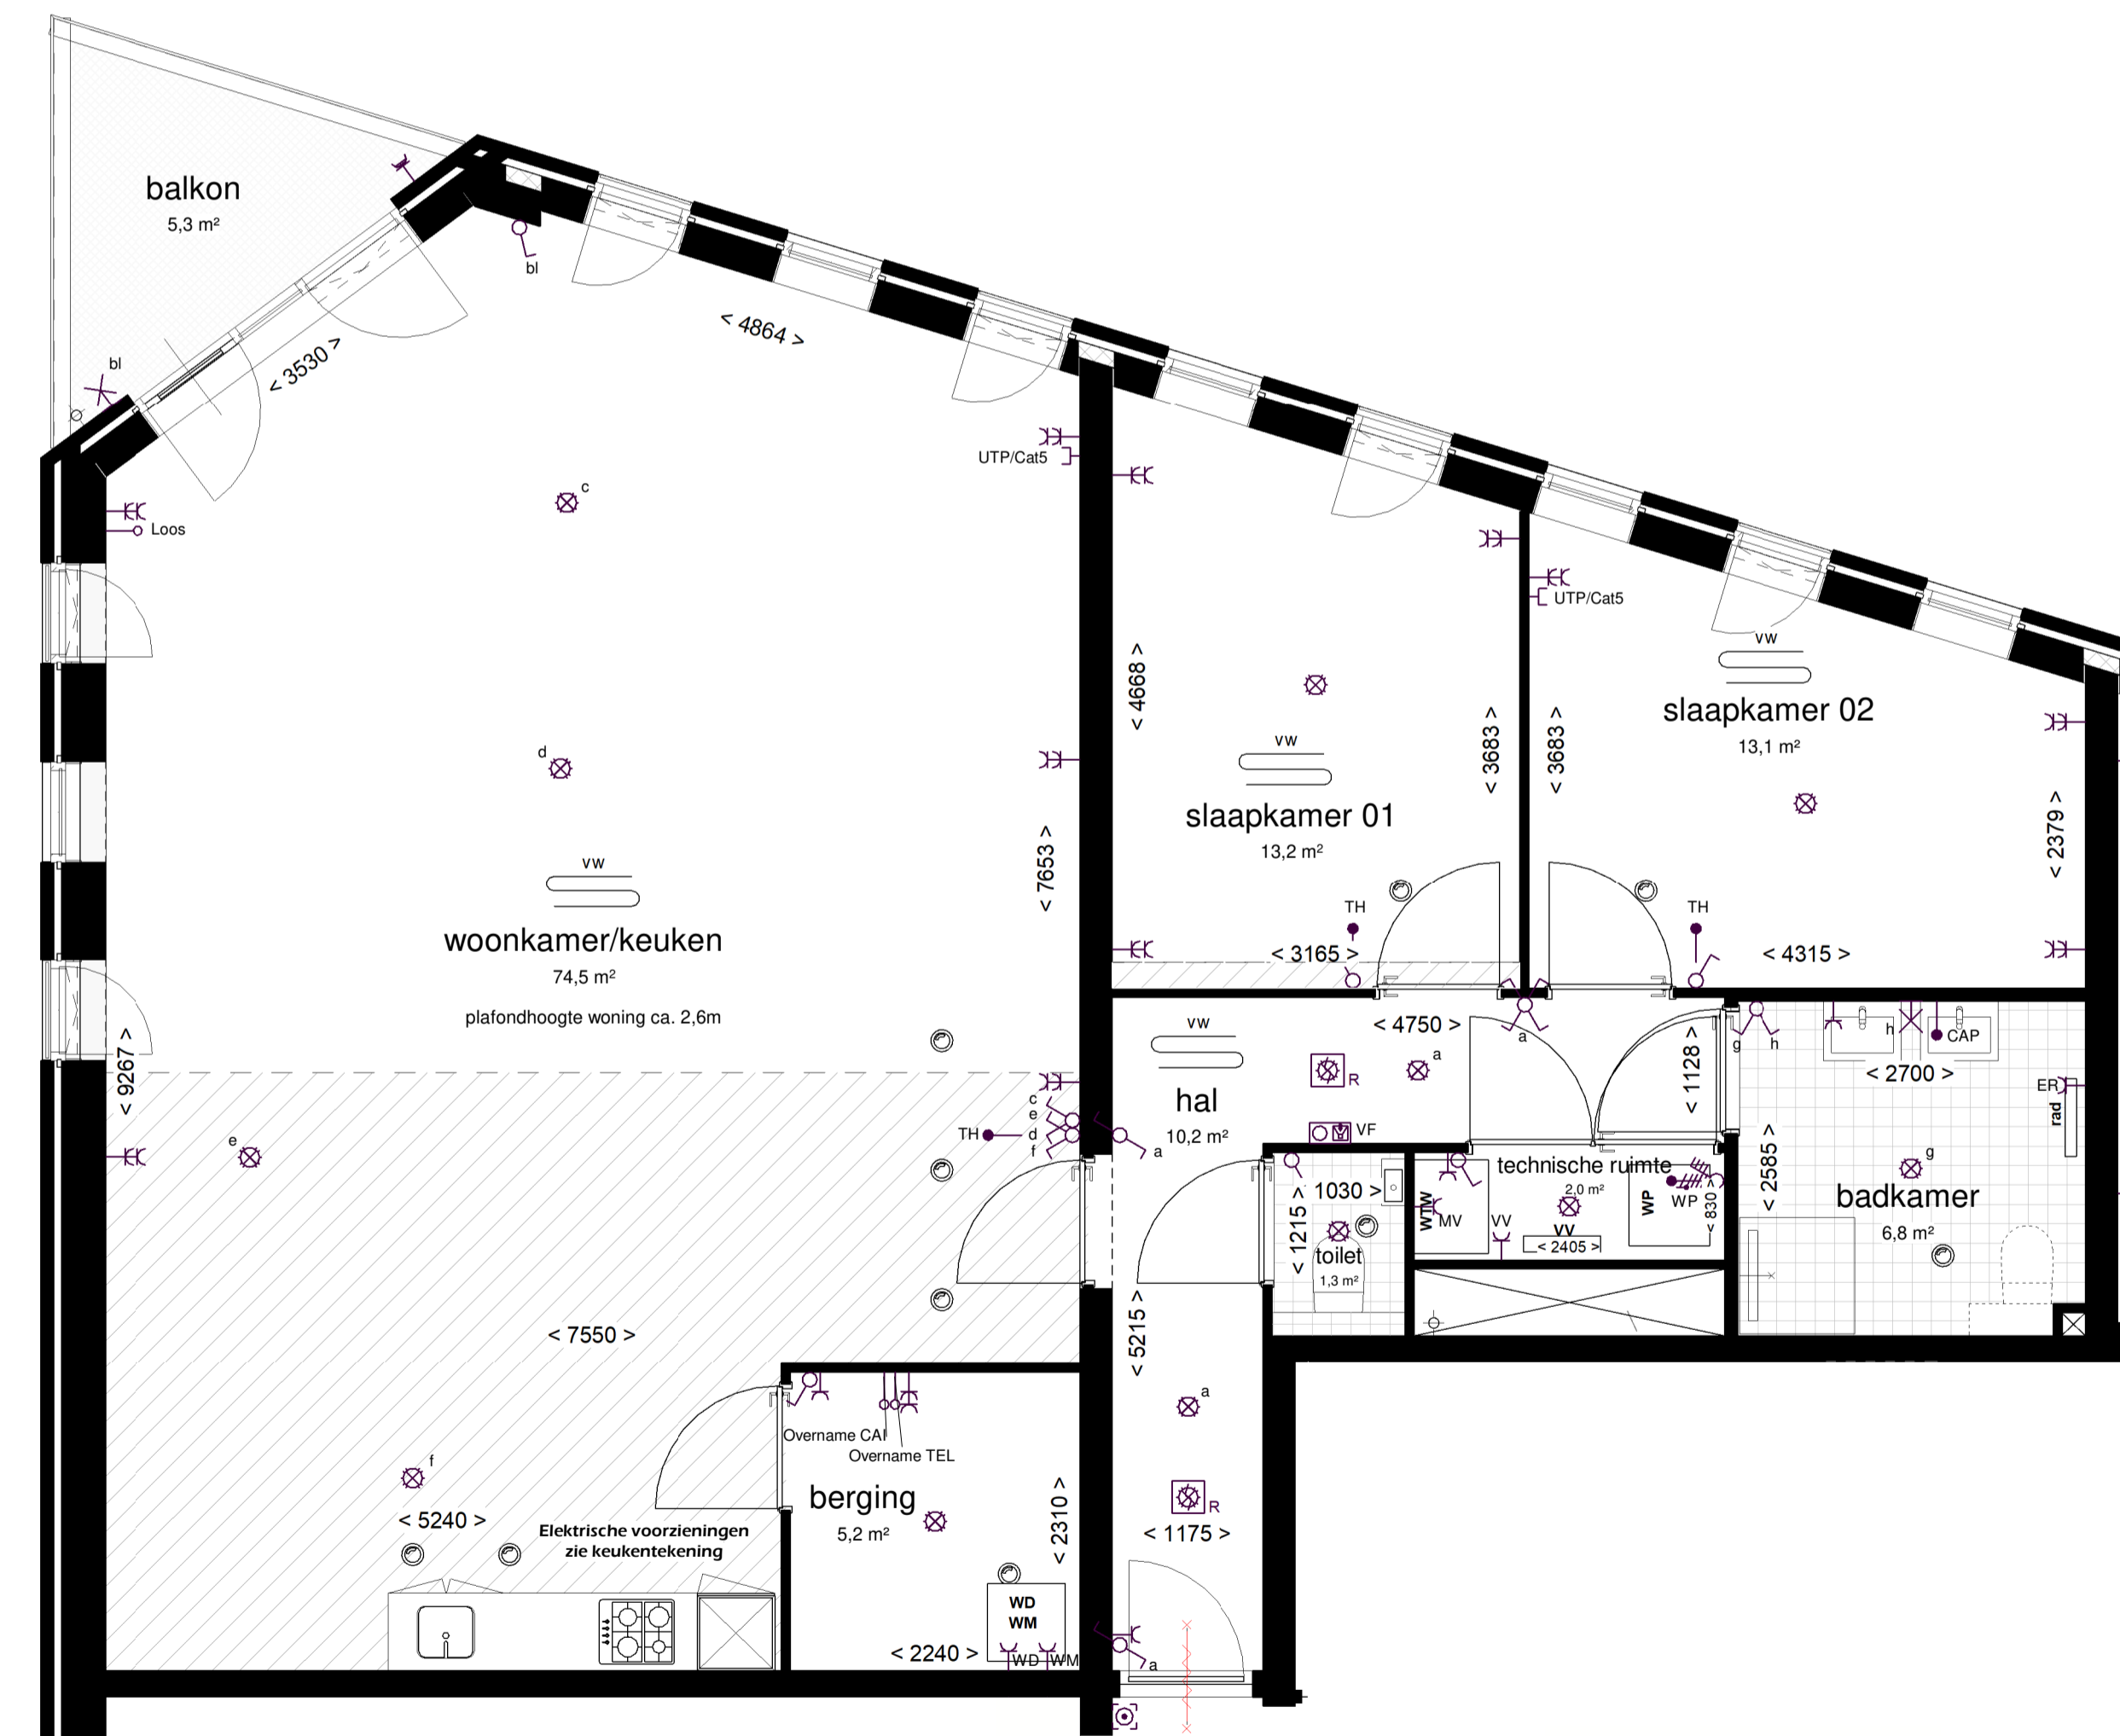 balkon
5,3 m²
bl
bl
< 3530 >
< 4864 >
UTP/Cat5
c
Loos
UTP/Cat5
vw
slaapkamer 02
13,1 m²
< 4668 >
< 3683 >
< 3683 >
vw
d
slaapkamer 01
13,2 m²
< 7653 >
< 2379 >
vw
woonkamer/keuken
74,5 m²
plafondhoogte woning ca. 2,6m
TH
TH
< 3165 >
< 4315 >
< 9267 >
vw
< 4750 >
a
a
g
h
h
CAP
< 1128 >
< 2700 >
R
ER
rad
hal
10,2 m²
VF
c
e
d
f
TH
a
e
technische ruimte
2,0 m²
< 2585 >
g
badkamer
6,8 m²
1030 >
< 1215 >
toilet
1,3 m²
WTW
MV
VV
VV
< 2405 >
WP
WP
< 830 >
< 7550 >
< 5215 >
a
Overname CAI
Overname TEL
f
berging
5,2 m²
< 2310 >
R
< 5240 >
Elektrische voorzieningen
zie keukentekening
< 1175 >
WD
WM
< 2240 >
WD
WM
a